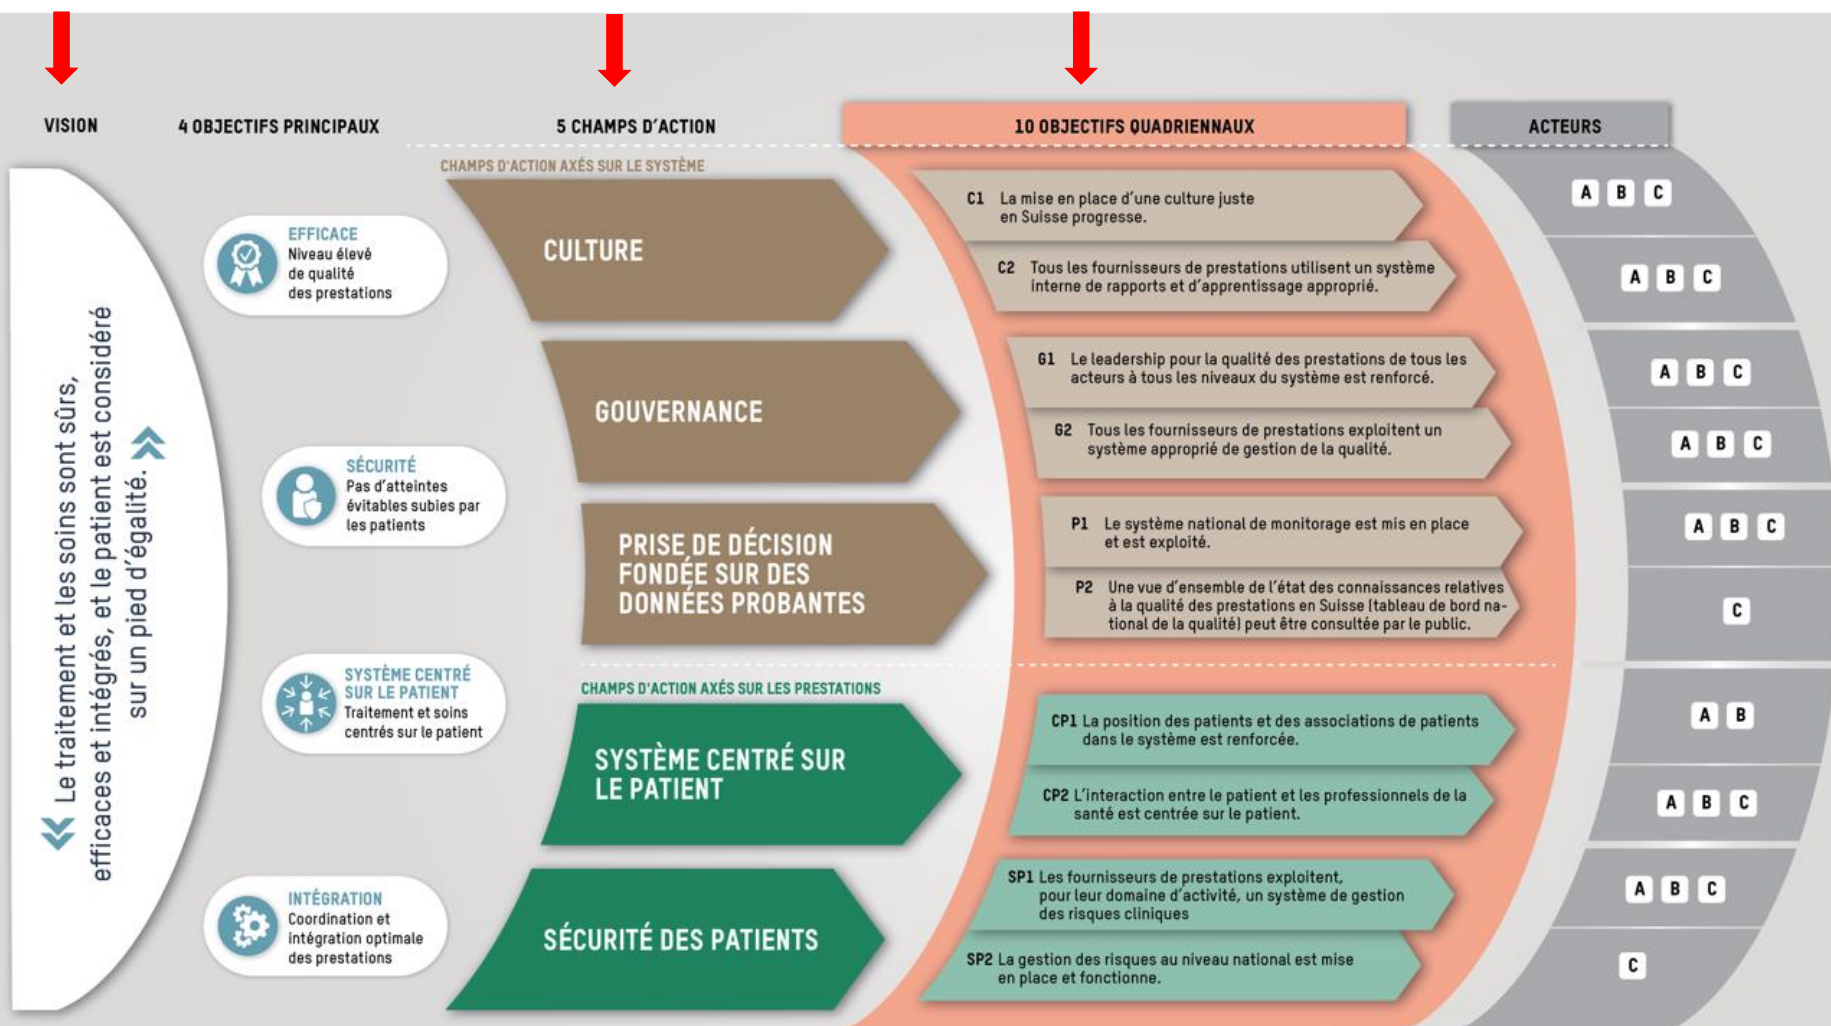 VISION
4 OBJECTIFS PRINCIPAUX
5 CHAMPS D'ACTION
10 OBJECTIFS QUADRIENNAUX
ACTEURS
Le traitement et les soins sont sûrs,
efficaces et intégrés, et le patient est considéré
sur un pied d'égalité.
EFFICACE
Niveau élevé
de qualité
des prestations
SÉCURITÉ
Pas d'atteintes
évitables subies par
les patients
SYSTÈME CENTRÉ
SUR LE PATIENT
Traitement et soins
centrés sur le patient
INTÉGRATION
Coordination et
intégration optimale
des prestations
CHAMPS D'ACTION AXÉS SUR LE SYSTÈME
CULTURE
GOUVERNANCE
PRISE DE DÉCISION
FONDÉE SUR DES
DONNÉES PROBANTES
CHAMPS D'ACTION AXÉS SUR LES PRESTATIONS
SYSTÈME CENTRÉ SUR
LE PATIENT
SÉCURITÉ DES PATIENTS
C1 La mise en place d'une culture juste
en Suisse progresse.
C2 Tous les fournisseurs de prestations utilisent un système
interne de rapports et d'apprentissage approprié.
G1 Le leadership pour la qualité des prestations de tous les
acteurs à tous les niveaux du système est renforcé.
G2 Tous les fournisseurs de prestations exploitent un
système approprié de gestion de la qualité.
P1 Le système national de monitorage est mis en place
et est exploité.
P2 Une vue d'ensemble de l'état des connaissances relatives
à la qualité des prestations en Suisse (tableau de bord na-
tional de la qualité) peut être consultée par le public.
CP1 La position des patients et des associations de patients
dans le système est renforcée.
CP2 L'interaction entre le patient et les professionnels de la
santé est centrée sur le patient.
SP1 Les fournisseurs de prestations exploitent,
pour leur domaine d'activité, un système de gestion
des risques cliniques
SP2 La gestion des risques au niveau national est mise
en place et fonctionne.
A B C
A B C
A B C
A B C
A B C
C
A B
A B C
A B C
C